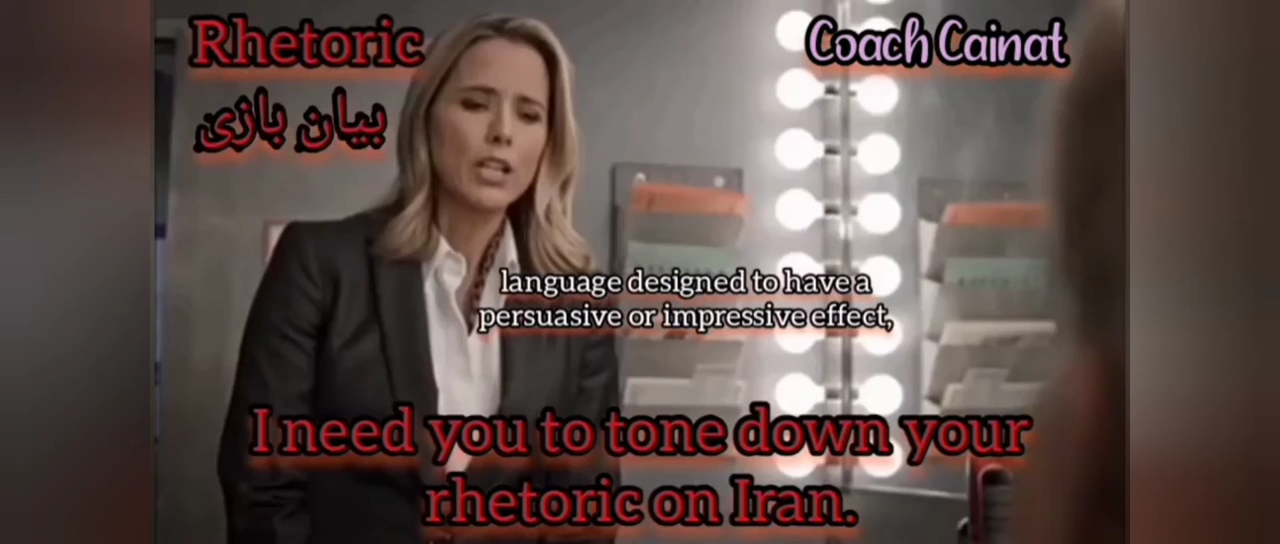 Rhetoric
Coach Cainat
بیان بازی
language designed to have a
persuasive or impressive effect,
I need you to tone down your
rhetoric on Iran.